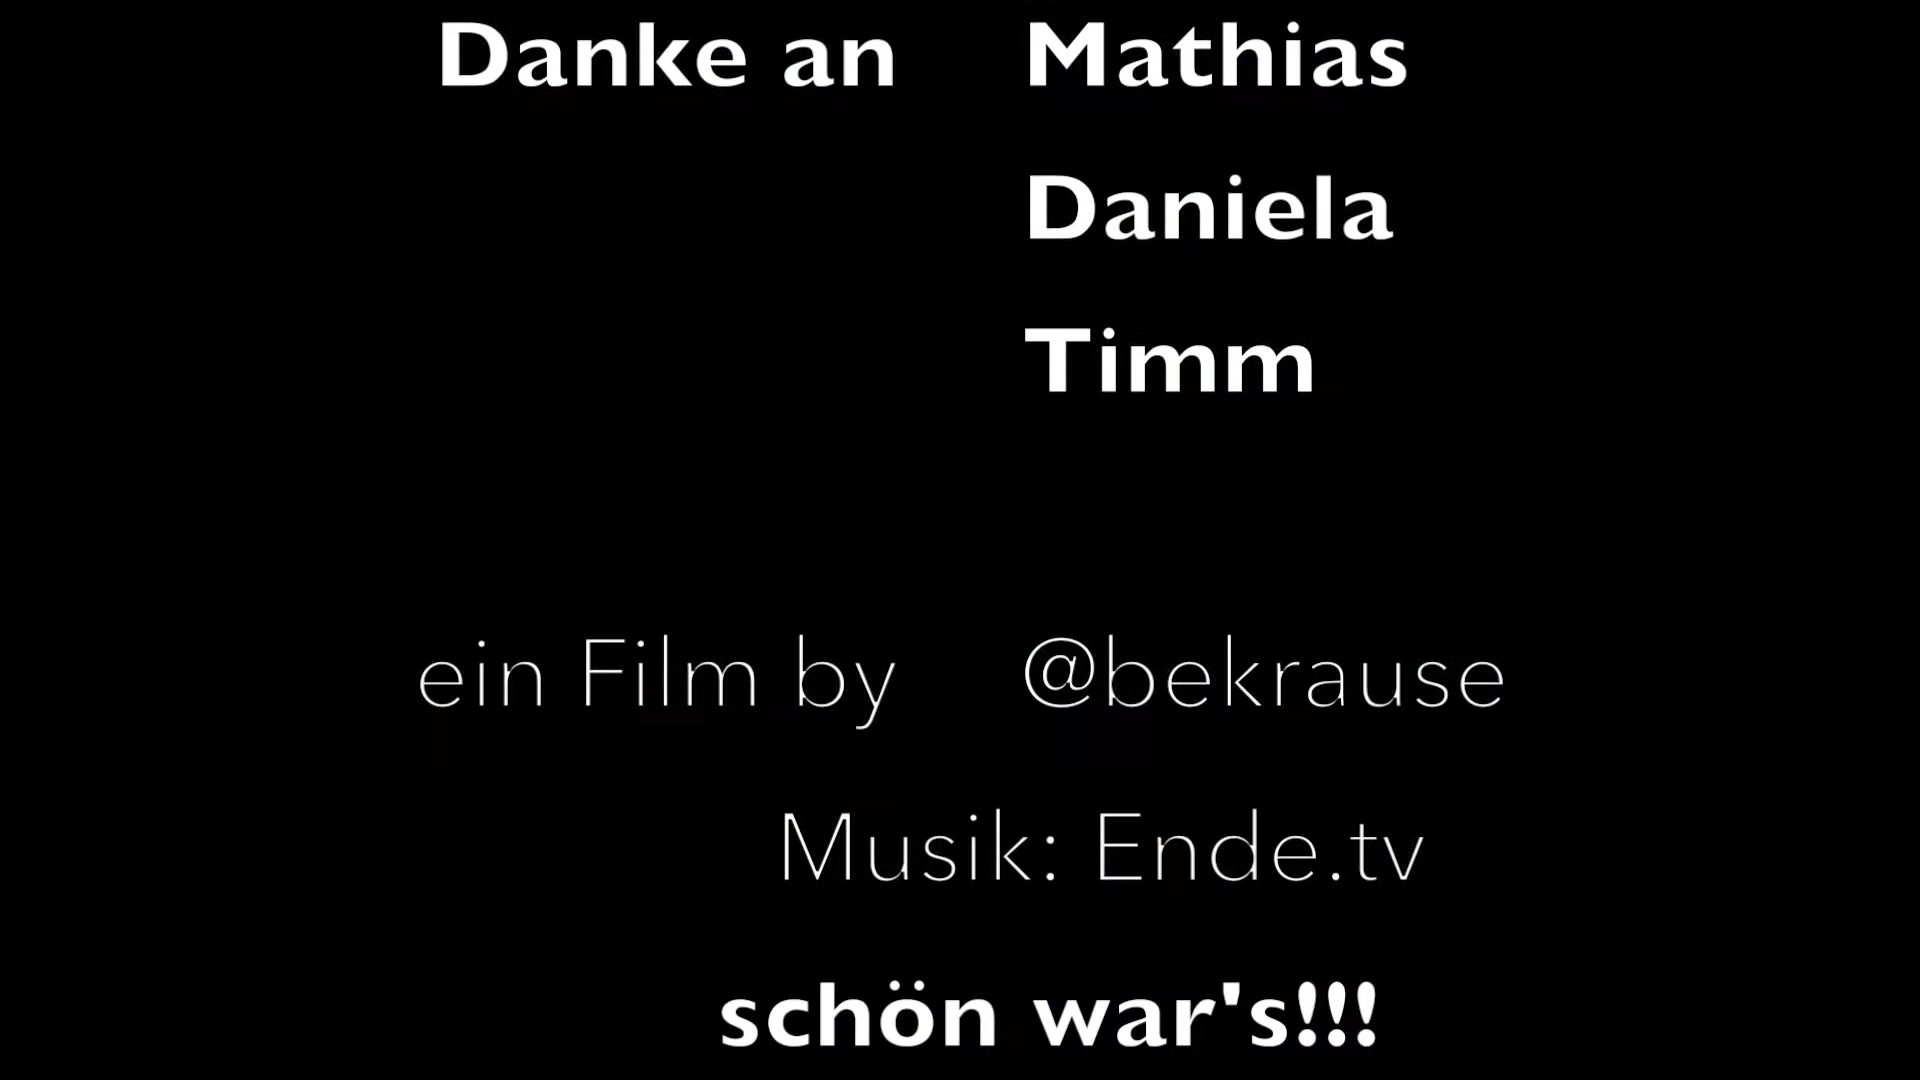 Danke an Mathias
Daniela
Timm
ein Film by @bekrause
Musik: Ende.tv
schön war's!!!